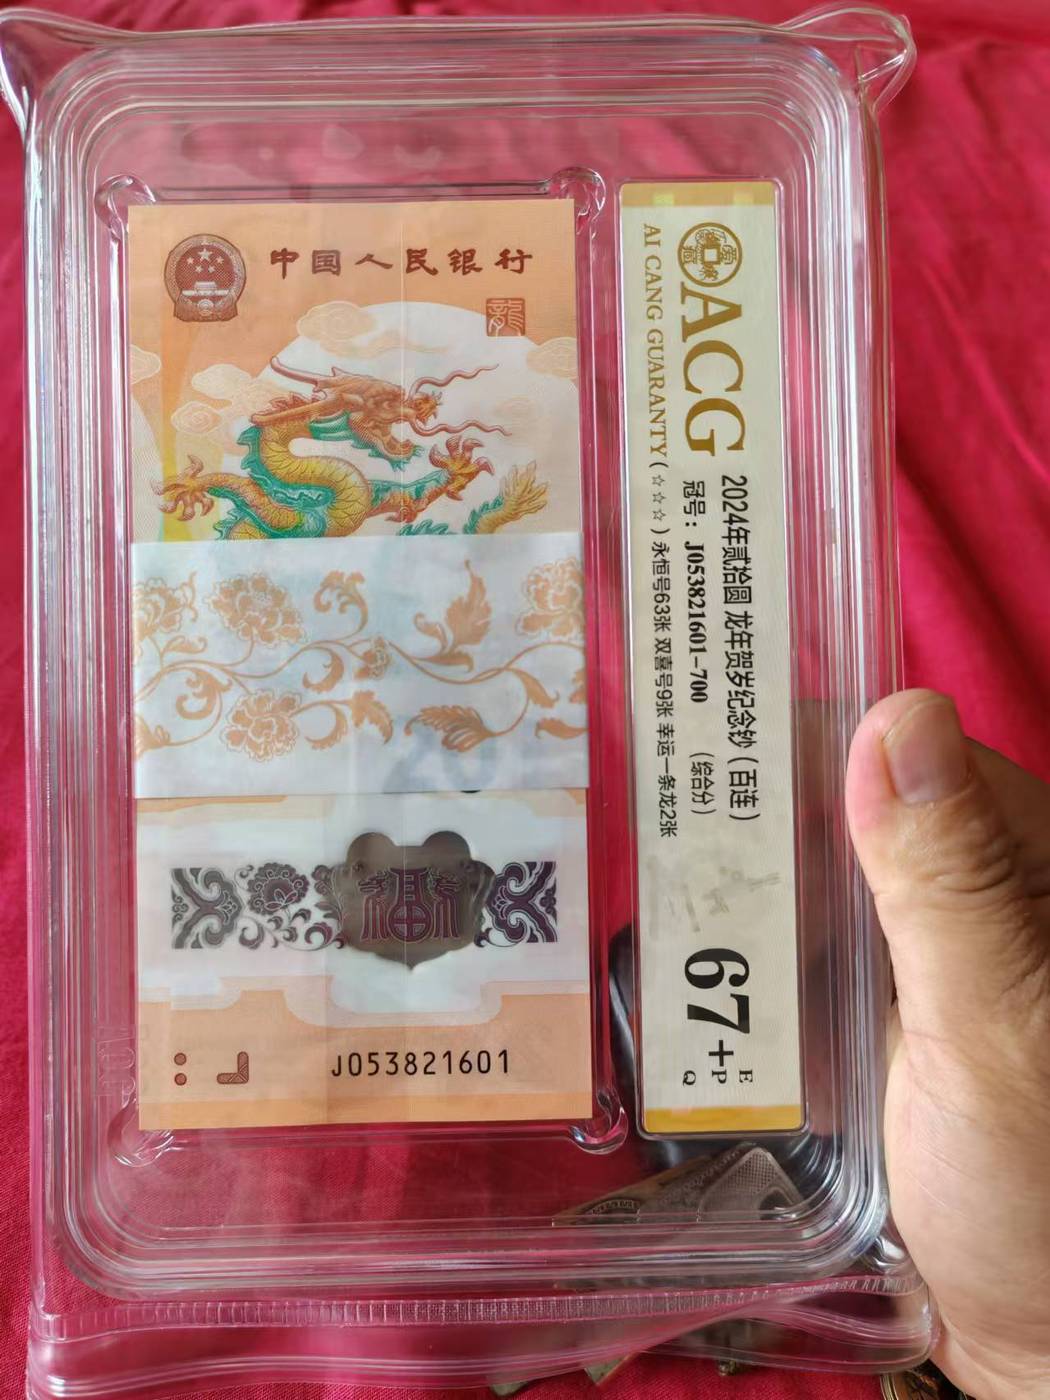 中国人民银行
龍
福
J053821601
ACG
AI CANG GUARANTY
2024年贰拾圆 龙年贺岁纪念钞（百连）
冠号：J053821601-700 （综合分）
（☆☆☆）永恒号63张 双喜号9张 幸运一条龙2张
67+
E
P
Q